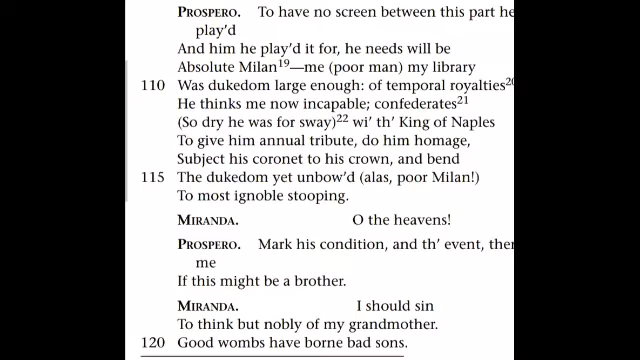 PROSPERO. To have no screen between this part he
play'd
And him he play'd it for, he needs will be
Absolute Milan19—me (poor man) my library
110 Was dukedom large enough: of temporal royalties20
He thinks me now incapable; confederates21
(So dry he was for sway)22 wi' th' King of Naples
To give him annual tribute, do him homage,
Subject his coronet to his crown, and bend
115 The dukedom yet unbow'd (alas, poor Milan!)
To most ignoble stooping.
MIRANDA. O the heavens!
PROSPERO. Mark his condition, and th' event, then
me
If this might be a brother.
MIRANDA. I should sin
To think but nobly of my grandmother.
120 Good wombs have borne bad sons.